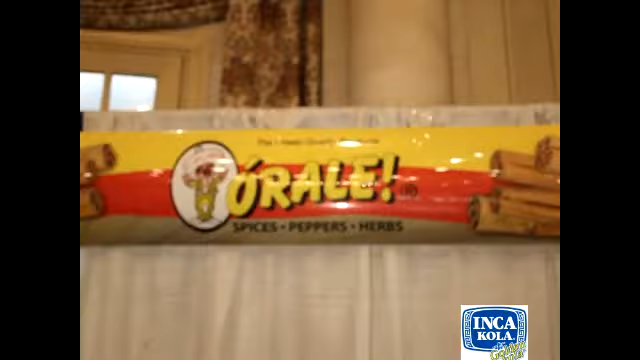 ÓRALE!
SPICES • PEPPERS • HERBS
INCA
KOLA